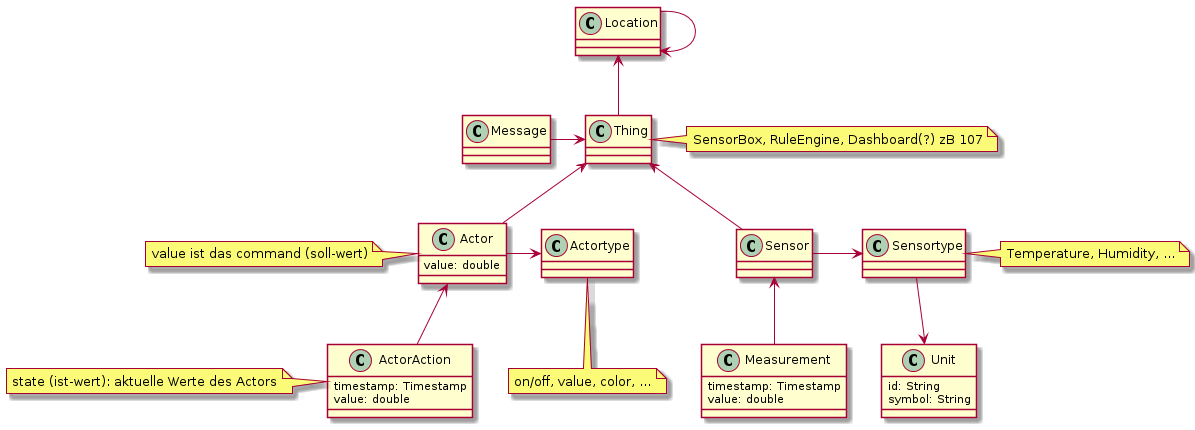 C Location
C Message
C Thing
SensorBox, RuleEngine, Dashboard(?) zB 107
value ist das command (soll-wert)
C Actor
value: double
C Actortype
C Sensor
C Sensortype
Temperature, Humidity, ...
state (ist-wert): aktuelle Werte des Actors
C ActorAction
timestamp: Timestamp
value: double
on/off, value, color, ...
C Measurement
timestamp: Timestamp
value: double
C Unit
id: String
symbol: String